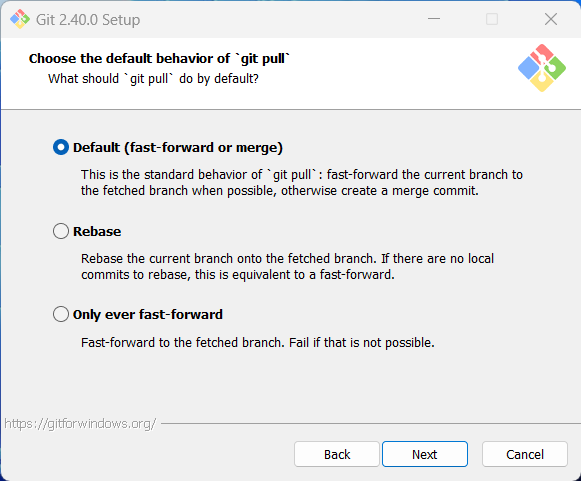 Git 2.40.0 Setup
Choose the default behavior of `git pull`
What should `git pull` do by default?
Default (fast-forward or merge)
This is the standard behavior of `git pull`: fast-forward the current branch to
the fetched branch when possible, otherwise create a merge commit.
Rebase
Rebase the current branch onto the fetched branch. If there are no local
commits to rebase, this is equivalent to a fast-forward.
Only ever fast-forward
Fast-forward to the fetched branch. Fail if that is not possible.
https://gitforwindows.org/
Back
Next
Cancel